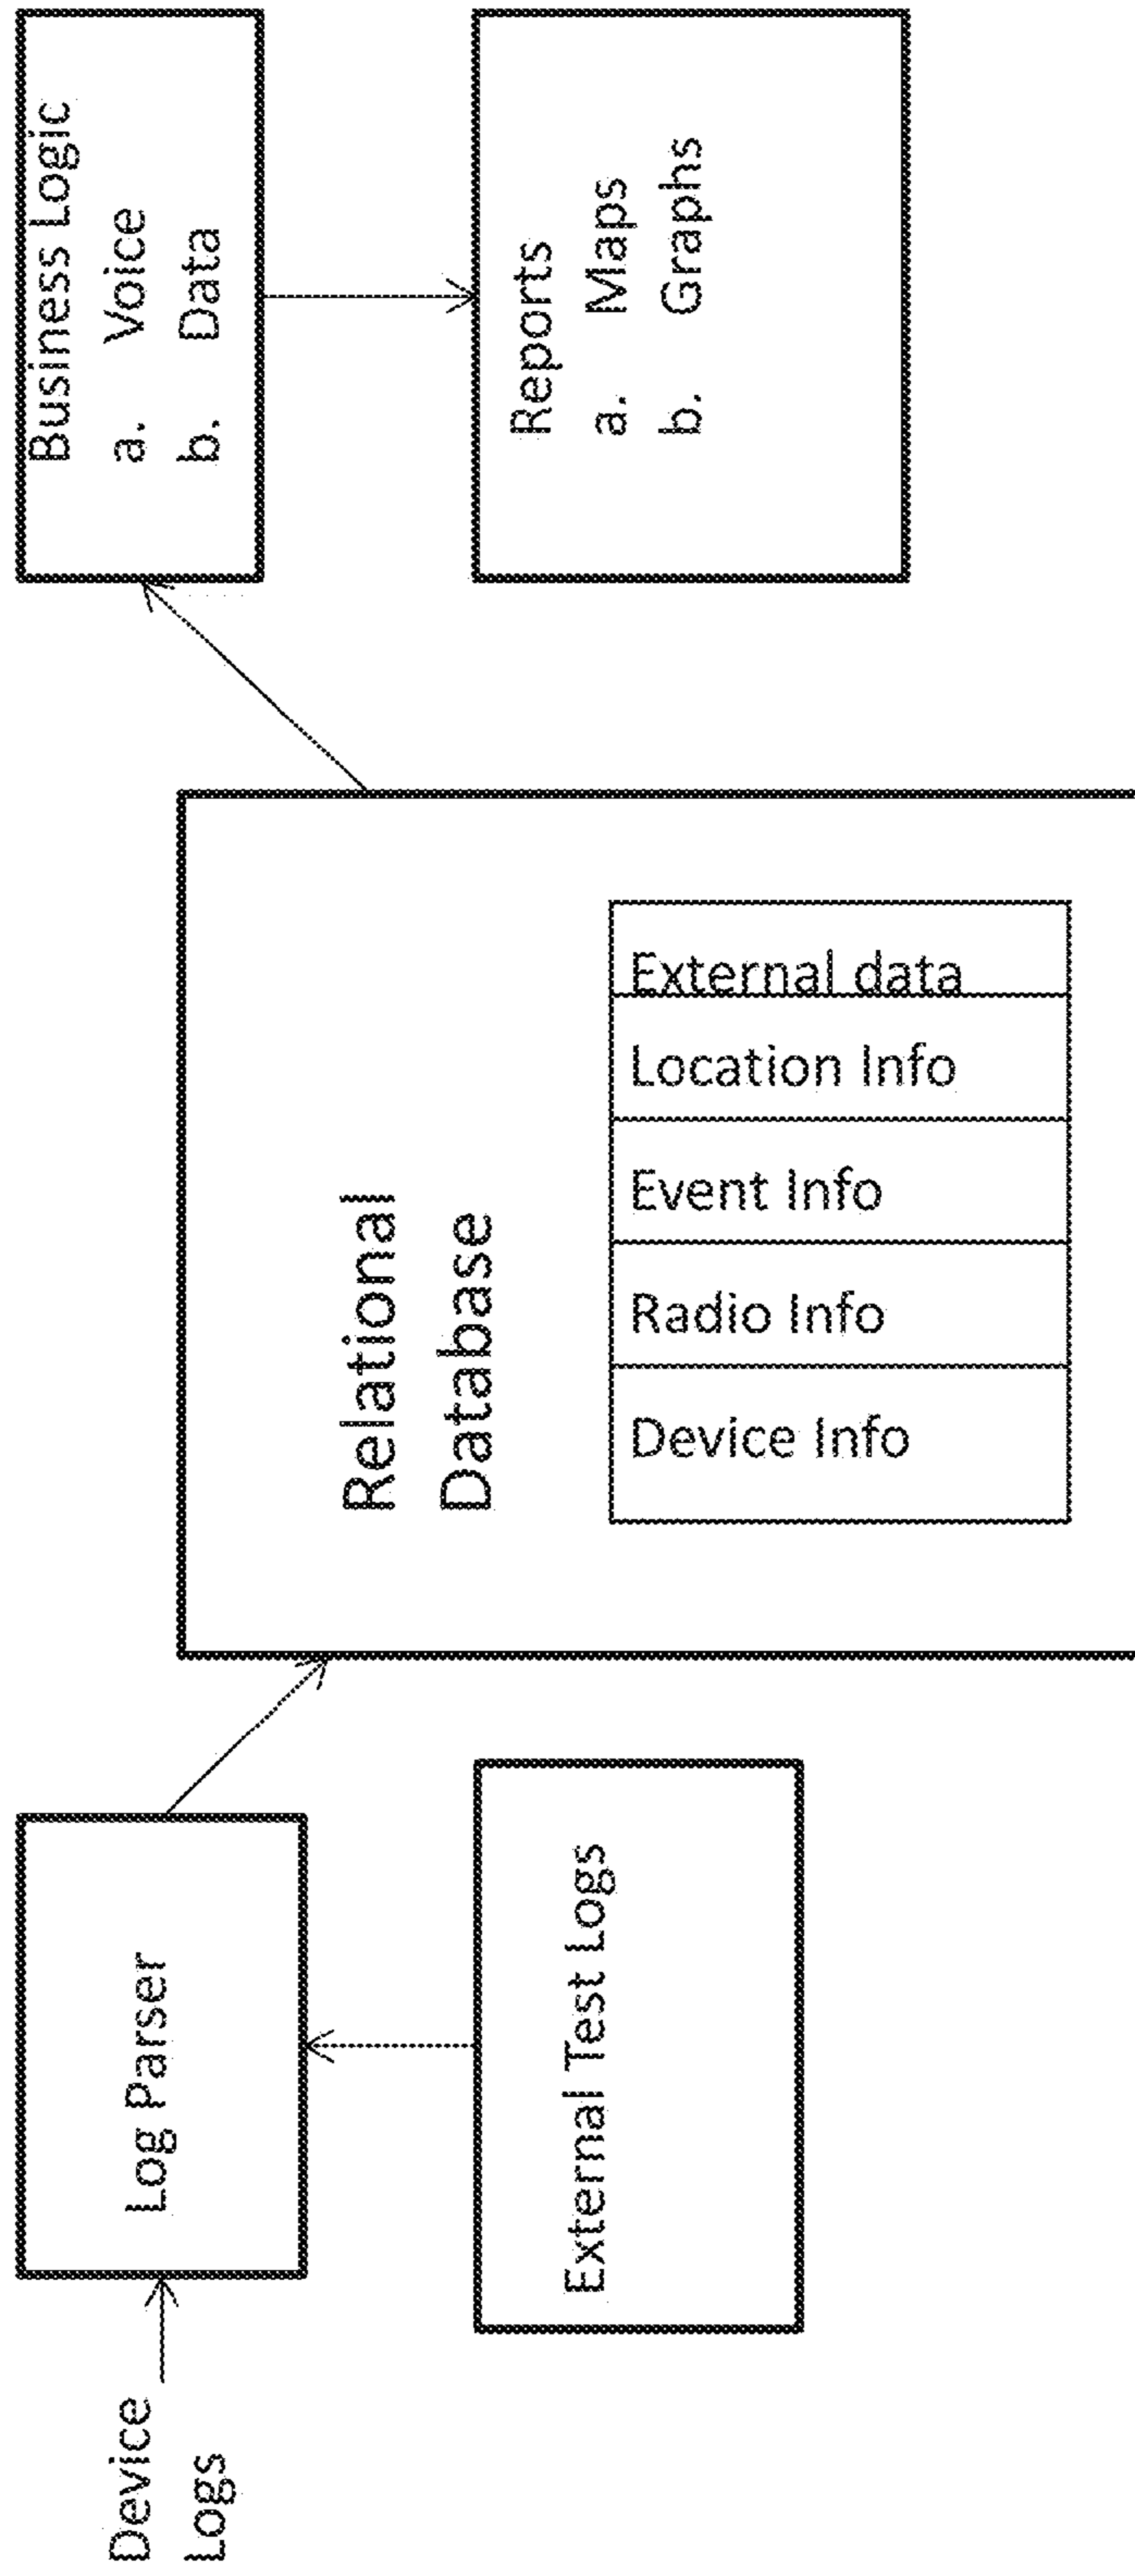 Device
Logs
Log Parser
External Test Logs
Relational
Database
External data
Location Info
Event Info
Radio Info
Device Info
Business Logic
a. Voice
b. Data
Reports
a. Maps
b. Graphs